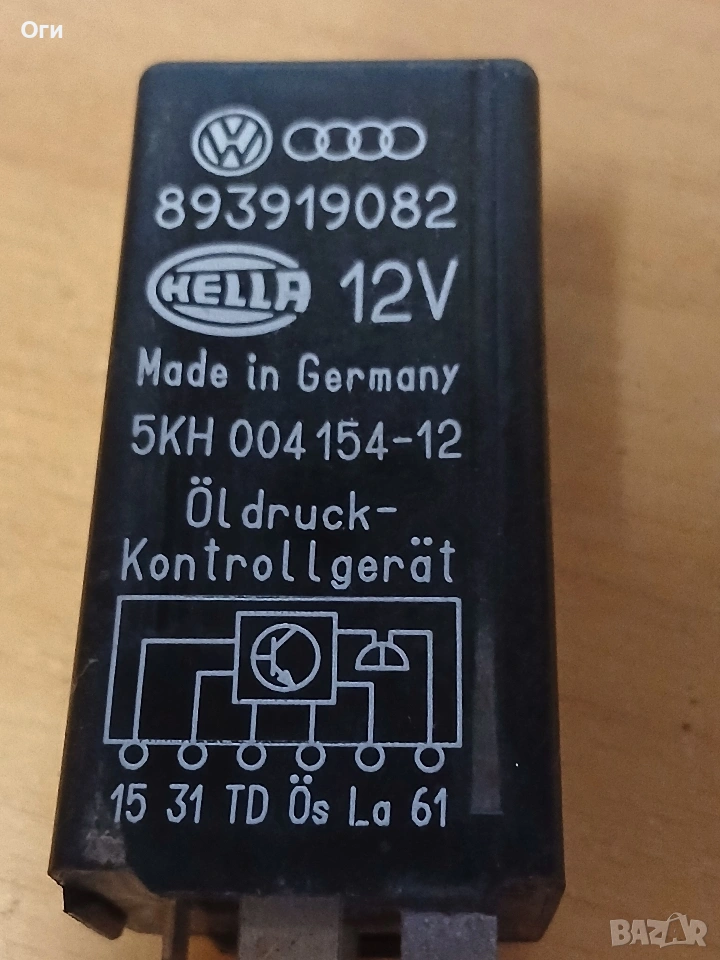 Оги
893919082
HELLA 12V
Made in Germany
5KH 004 154-12
Öldruck-
Kontrollgerät
15 31 TD Ös La 61
BAZAR